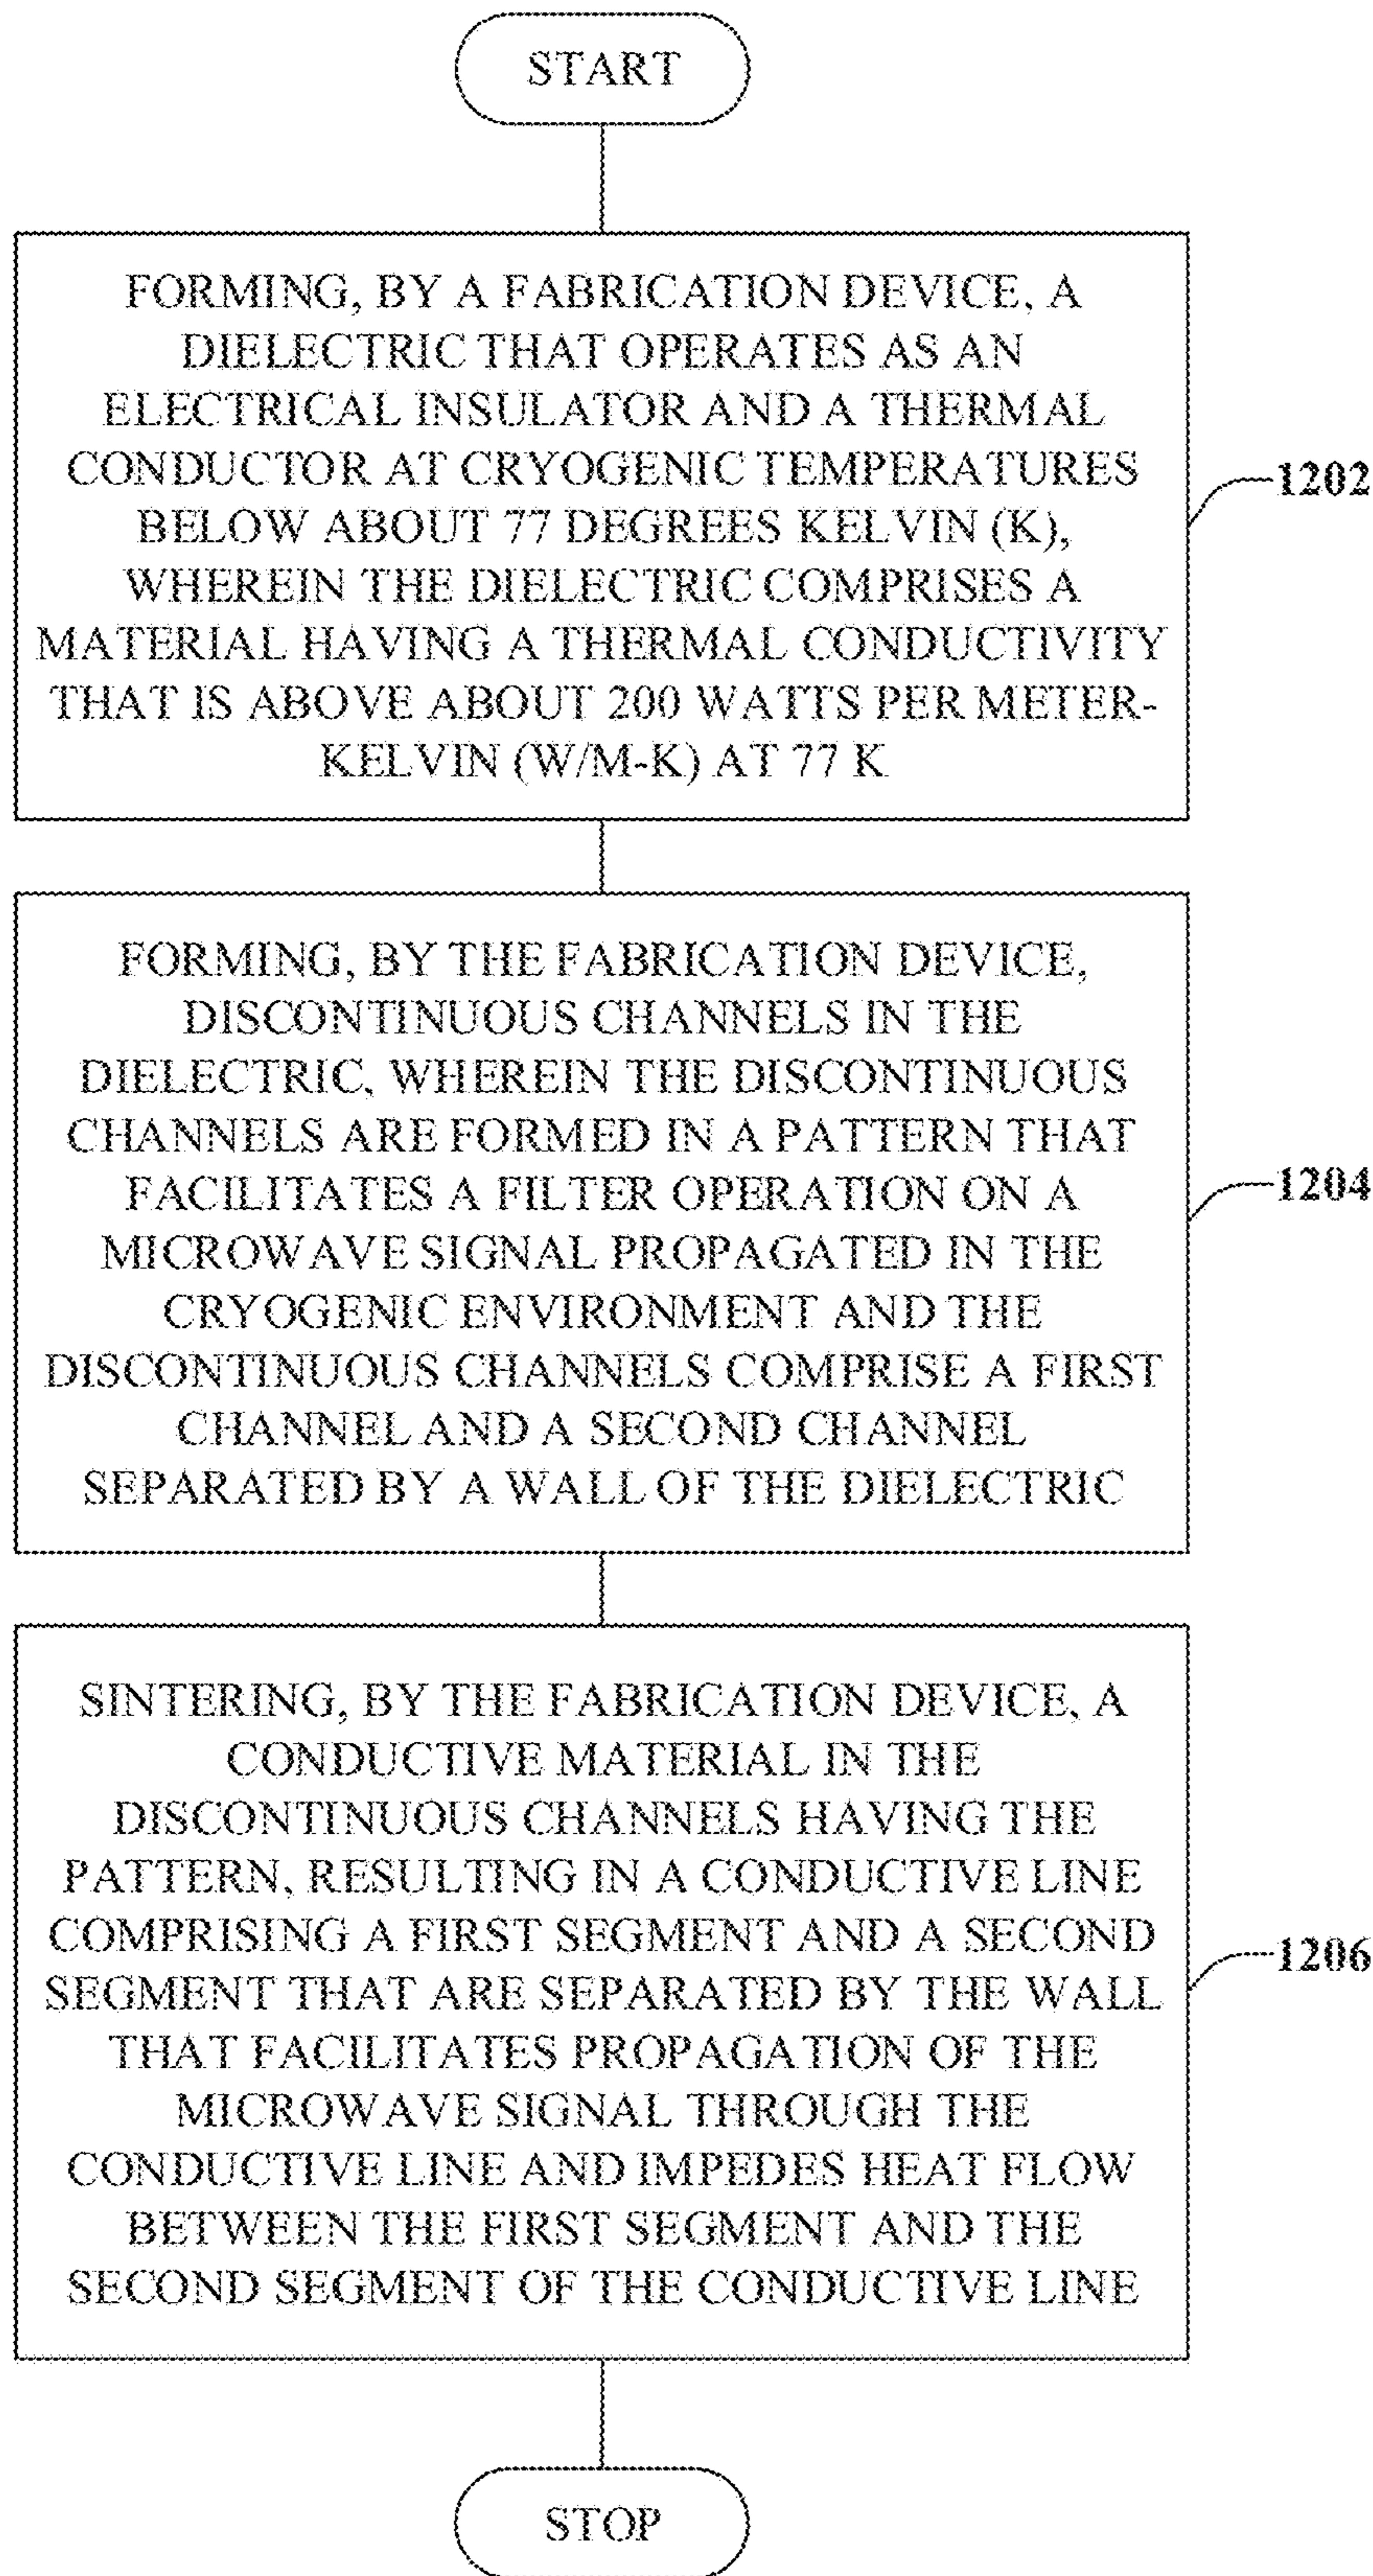 START
FORMING, BY A FABRICATION DEVICE, A
DIELECTRIC THAT OPERATES AS AN
ELECTRICAL INSULATOR AND A THERMAL
CONDUCTOR AT CRYOGENIC TEMPERATURES
BELOW ABOUT 77 DEGREES KELVIN (K),
WHEREIN THE DIELECTRIC COMPRISES A
MATERIAL HAVING A THERMAL CONDUCTIVITY
THAT IS ABOVE ABOUT 200 WATTS PER METER-
KELVIN (W/M-K) AT 77 K
1202
FORMING, BY THE FABRICATION DEVICE,
DISCONTINUOUS CHANNELS IN THE
DIELECTRIC, WHEREIN THE DISCONTINUOUS
CHANNELS ARE FORMED IN A PATTERN THAT
FACILITATES A FILTER OPERATION ON A
MICROWAVE SIGNAL PROPAGATED IN THE
CRYOGENIC ENVIRONMENT AND THE
DISCONTINUOUS CHANNELS COMPRISE A FIRST
CHANNEL AND A SECOND CHANNEL
SEPARATED BY A WALL OF THE DIELECTRIC
1204
SINTERING, BY THE FABRICATION DEVICE, A
CONDUCTIVE MATERIAL IN THE
DISCONTINUOUS CHANNELS HAVING THE
PATTERN, RESULTING IN A CONDUCTIVE LINE
COMPRISING A FIRST SEGMENT AND A SECOND
SEGMENT THAT ARE SEPARATED BY THE WALL
THAT FACILITATES PROPAGATION OF THE
MICROWAVE SIGNAL THROUGH THE
CONDUCTIVE LINE AND IMPEDES HEAT FLOW
BETWEEN THE FIRST SEGMENT AND THE
SECOND SEGMENT OF THE CONDUCTIVE LINE
1206
STOP